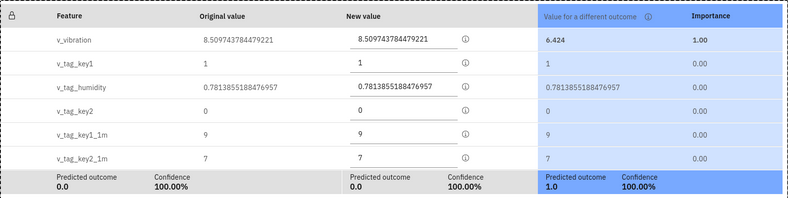 Feature Original value New value Value for a different outcome Importance
v_vibration 8.509743784479221 8.509743784479221 6.424 1.00
v_tag_key1 1 1 1 0.00
v_tag_humidity 0.7813855188476957 0.7813855188476957 0.7813855188476957 0.00
v_tag_key2 0 0 0 0.00
v_tag_key1_1m 9 9 9 0.00
v_tag_key2_1m 7 7 7 0.00
Predicted outcome Confidence Predicted outcome Confidence Predicted outcome Confidence
0.0 100.00% 0.0 100.00% 1.0 100.00%